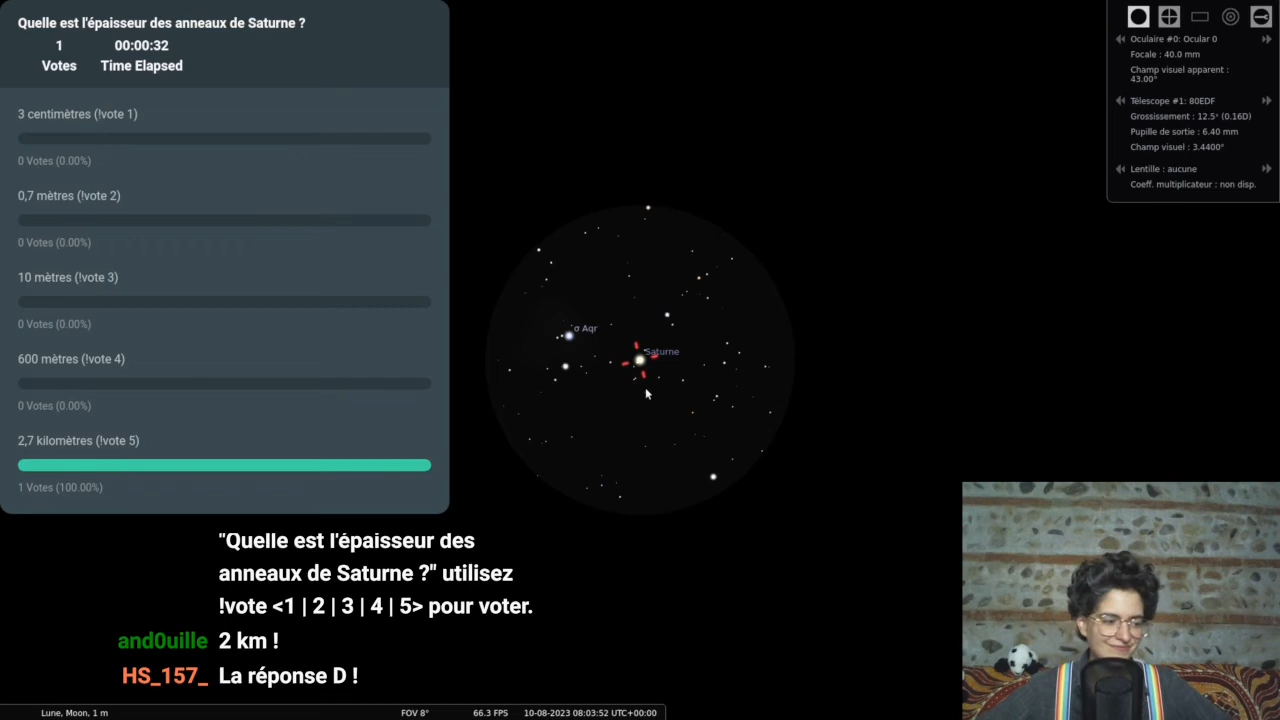 Quelle est l'épaisseur des anneaux de Saturne ?
1 00:00:32
Votes Time Elapsed
3 centimètres (!vote 1)
0 Votes (0.00%)
0,7 mètres (!vote 2)
0 Votes (0.00%)
10 mètres (!vote 3)
0 Votes (0.00%)
600 mètres (!vote 4)
0 Votes (0.00%)
2,7 kilomètres (!vote 5)
1 Votes (100.00%)
"Quelle est l'épaisseur des
anneaux de Saturne ?" utilisez
!vote <1 | 2 | 3 | 4 | 5> pour voter.
and0uille 2 km !
HS_157_ La réponse D !
σ Aqr
Saturne
Oculaire #0: Ocular 0
Focale : 40.0 mm
Champ visuel apparent :
43.00°
Télescope #1: 80EDF
Grossissement : 12.5ˣ (0.16D)
Pupille de sortie : 6.40 mm
Champ visuel : 3.4400°
Lentille : aucune
Coeff. multiplicateur : non disp.
Lune, Moon, 1 m FOV 8° 66.3 FPS 10-08-2023 08:03:52 UTC+00:00